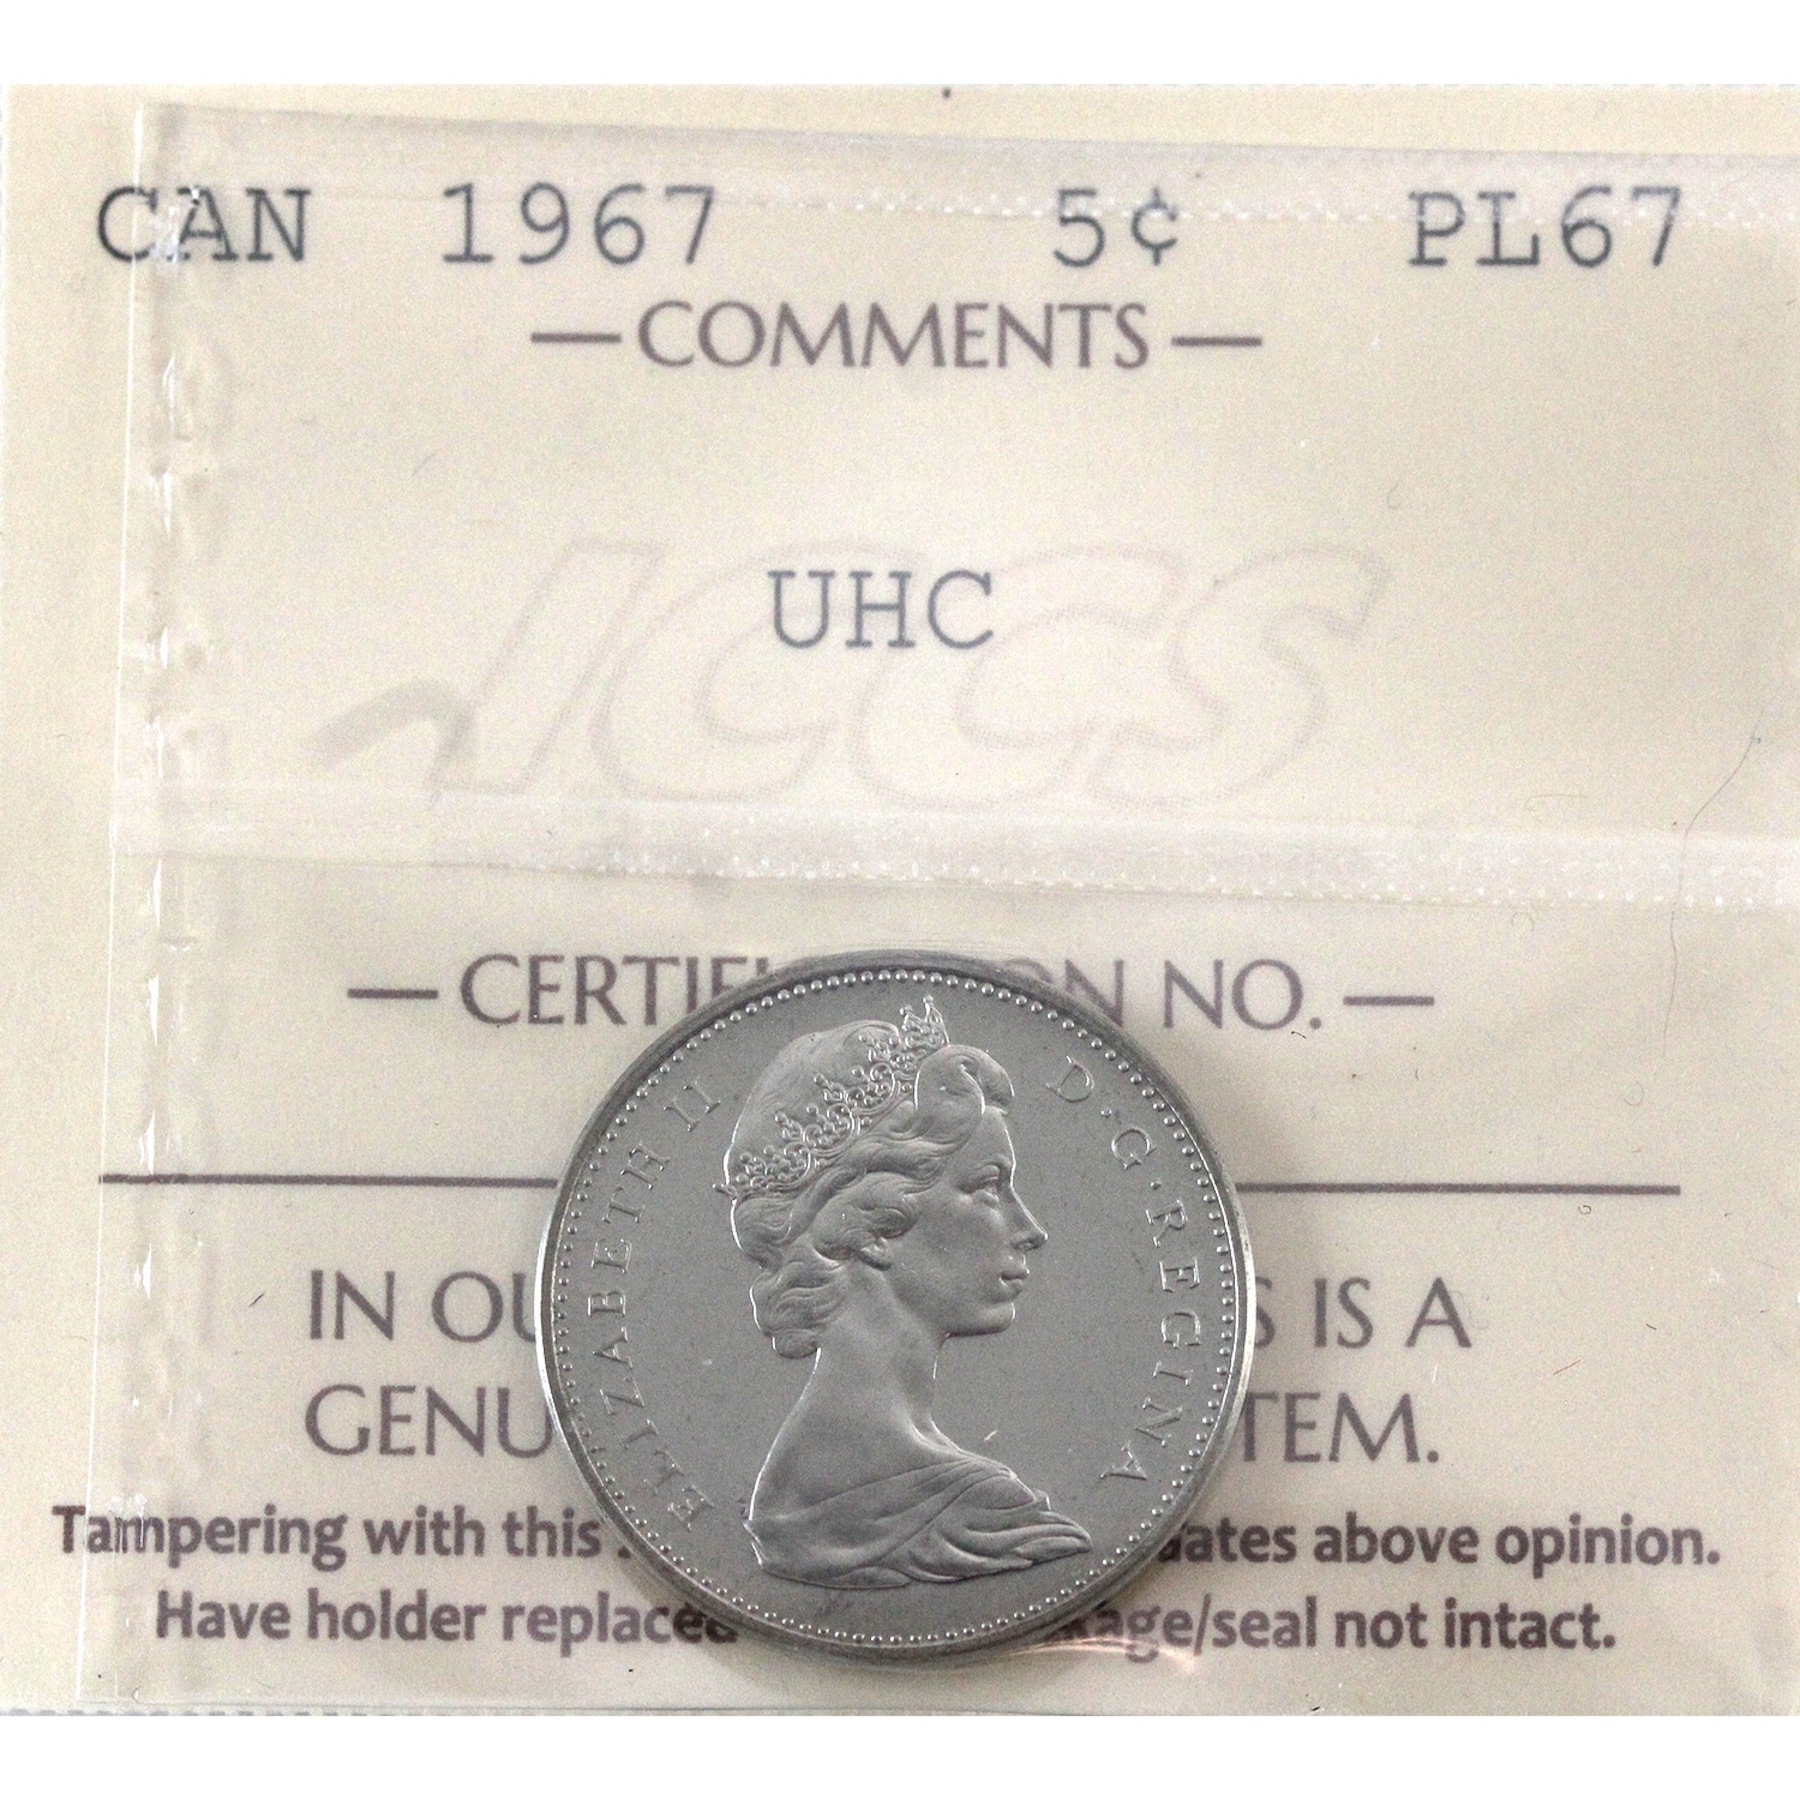 CAN 1967 5¢ PL67
— COMMENTS —
UHC
ICCS
— CERTIFI ON NO. —
ELIZABETH II D·G·REGINA
IN OU S IS A
GENU TEM.
Tampering with this ates above opinion.
Have holder replaced age/seal not intact.